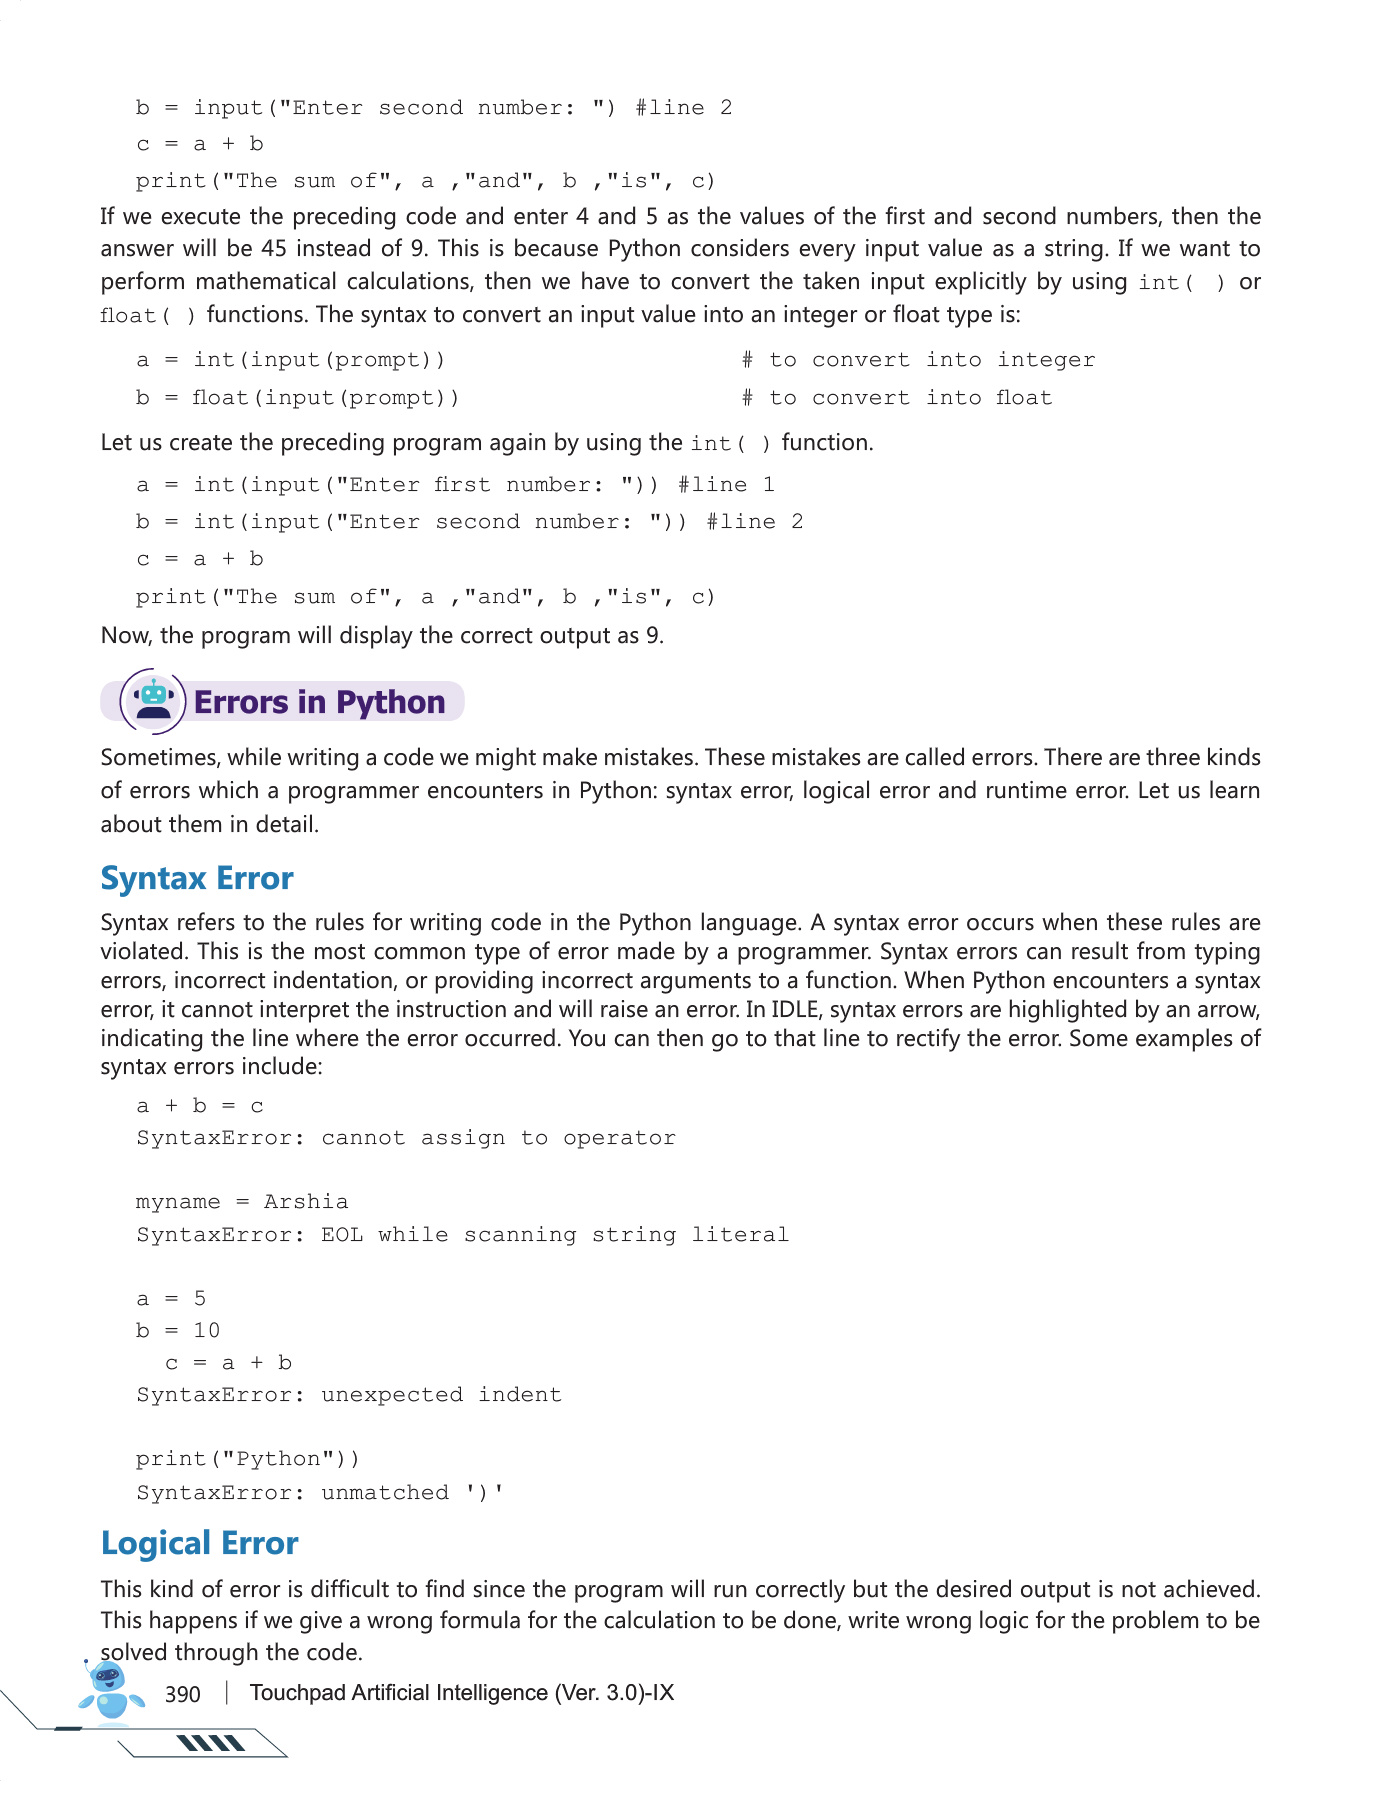 b = input("Enter second number: ") #line 2
c = a + b
print("The sum of", a ,"and", b ,"is", c)
If we execute the preceding code and enter 4 and 5 as the values of the first and second numbers, then the
answer will be 45 instead of 9. This is because Python considers every input value as a string. If we want to
perform mathematical calculations, then we have to convert the taken input explicitly by using int( ) or
float( ) functions. The syntax to convert an input value into an integer or float type is:
a = int(input(prompt)) # to convert into integer
b = float(input(prompt)) # to convert into float
Let us create the preceding program again by using the int( ) function.
a = int(input("Enter first number: ")) #line 1
b = int(input("Enter second number: ")) #line 2
c = a + b
print("The sum of", a ,"and", b ,"is", c)
Now, the program will display the correct output as 9.
Errors in Python
Sometimes, while writing a code we might make mistakes. These mistakes are called errors. There are three kinds
of errors which a programmer encounters in Python: syntax error, logical error and runtime error. Let us learn
about them in detail.
Syntax Error
Syntax refers to the rules for writing code in the Python language. A syntax error occurs when these rules are
violated. This is the most common type of error made by a programmer. Syntax errors can result from typing
errors, incorrect indentation, or providing incorrect arguments to a function. When Python encounters a syntax
error, it cannot interpret the instruction and will raise an error. In IDLE, syntax errors are highlighted by an arrow,
indicating the line where the error occurred. You can then go to that line to rectify the error. Some examples of
syntax errors include:
a + b = c
SyntaxError: cannot assign to operator
myname = Arshia
SyntaxError: EOL while scanning string literal
a = 5
b = 10
c = a + b
SyntaxError: unexpected indent
print("Python"))
SyntaxError: unmatched ')'
Logical Error
This kind of error is difficult to find since the program will run correctly but the desired output is not achieved.
This happens if we give a wrong formula for the calculation to be done, write wrong logic for the problem to be
solved through the code.
390 | Touchpad Artificial Intelligence (Ver. 3.0)-IX